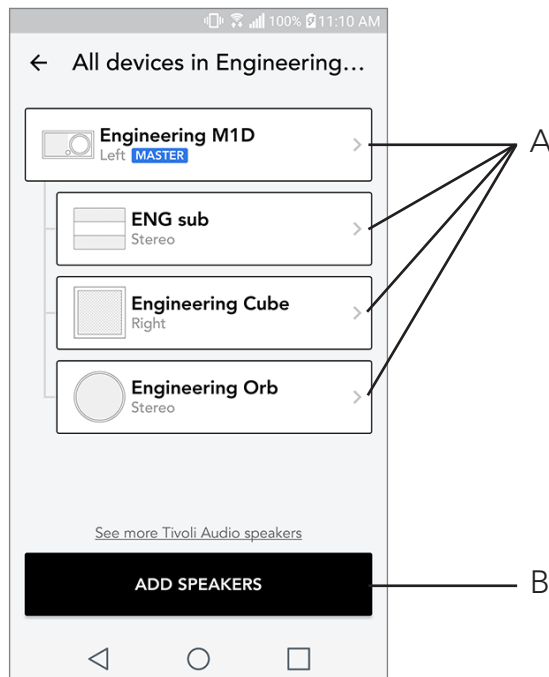 100% 11:10 AM
All devices in Engineering...
Engineering M1D
Left MASTER
A
ENG sub
Stereo
Engineering Cube
Right
Engineering Orb
Stereo
See more Tivoli Audio speakers
ADD SPEAKERS
B